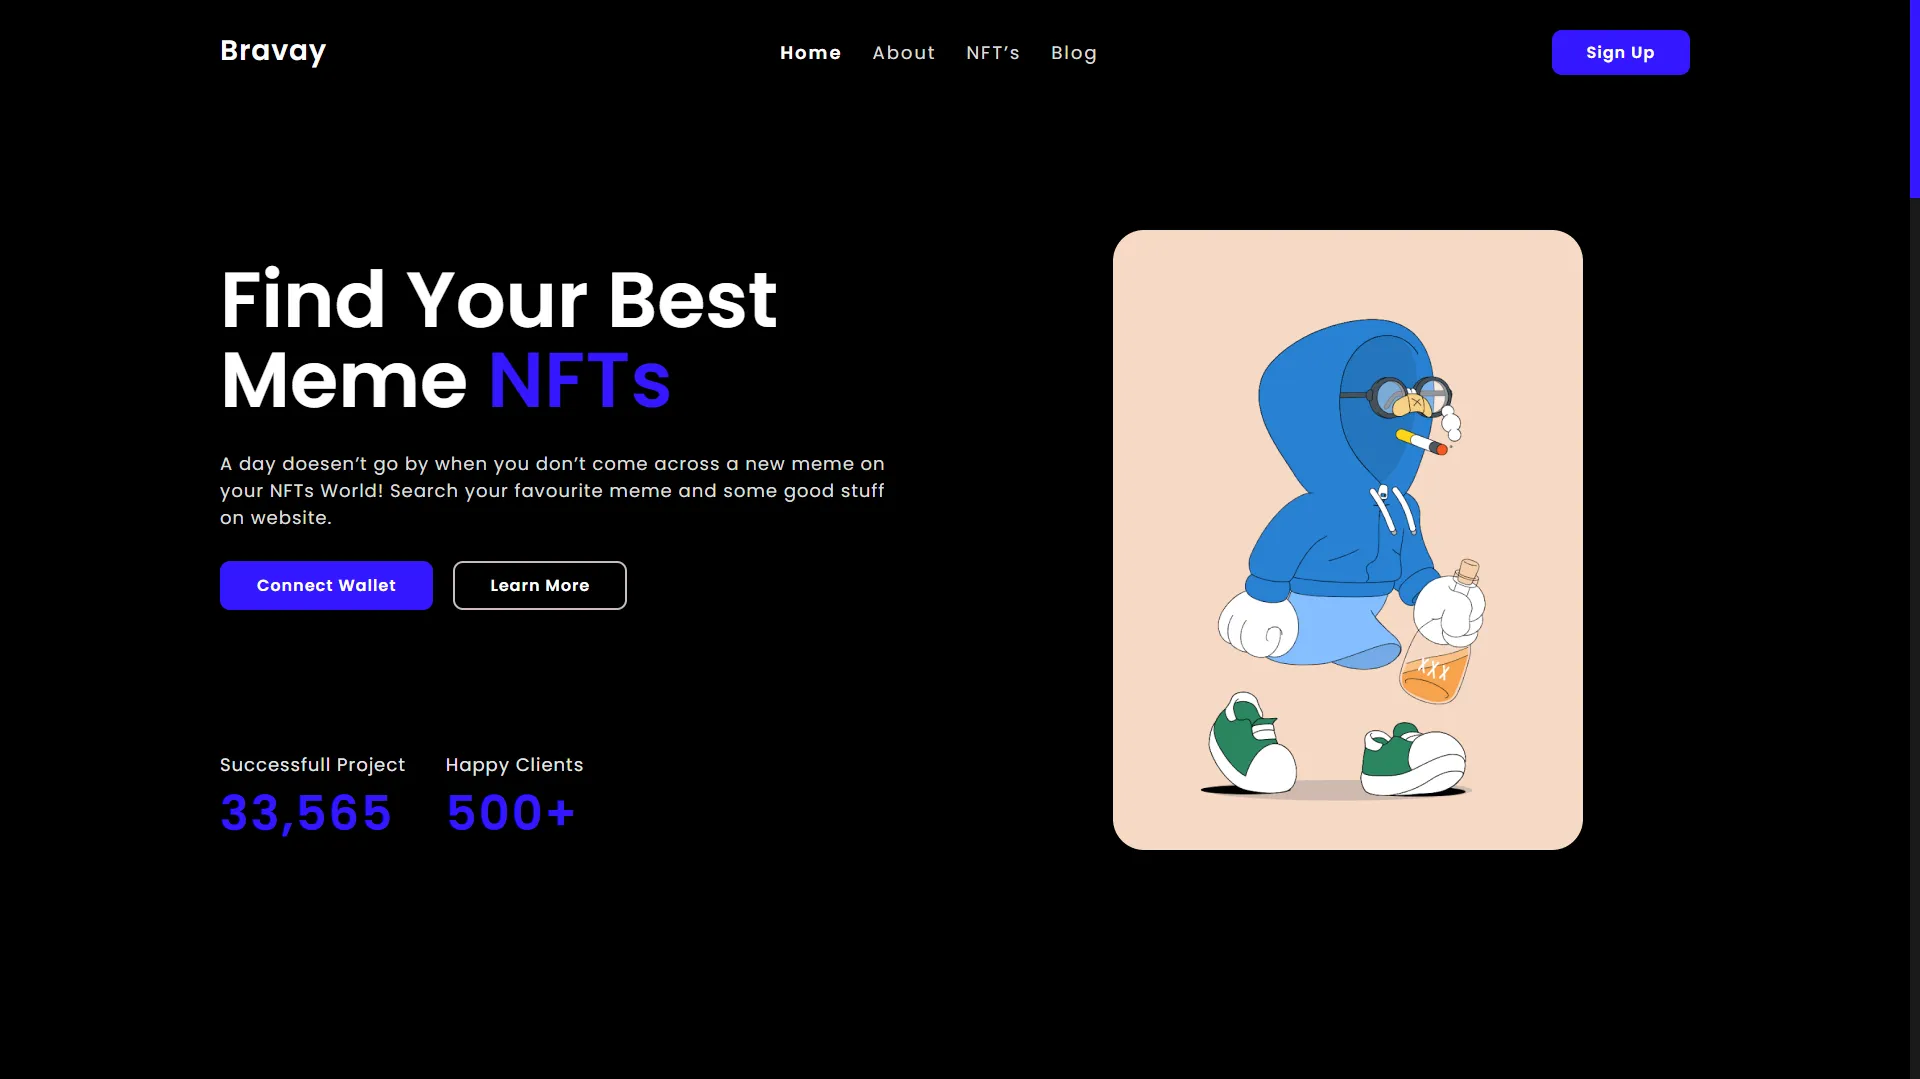 Bravay
Home About NFT’s Blog
Sign Up
Find Your Best
Meme NFTs
A day doesen’t go by when you don’t come across a new meme on
your NFTs World! Search your favourite meme and some good stuff
on website.
Connect Wallet
Learn More
Successfull Project
33,565
Happy Clients
500+
XXX